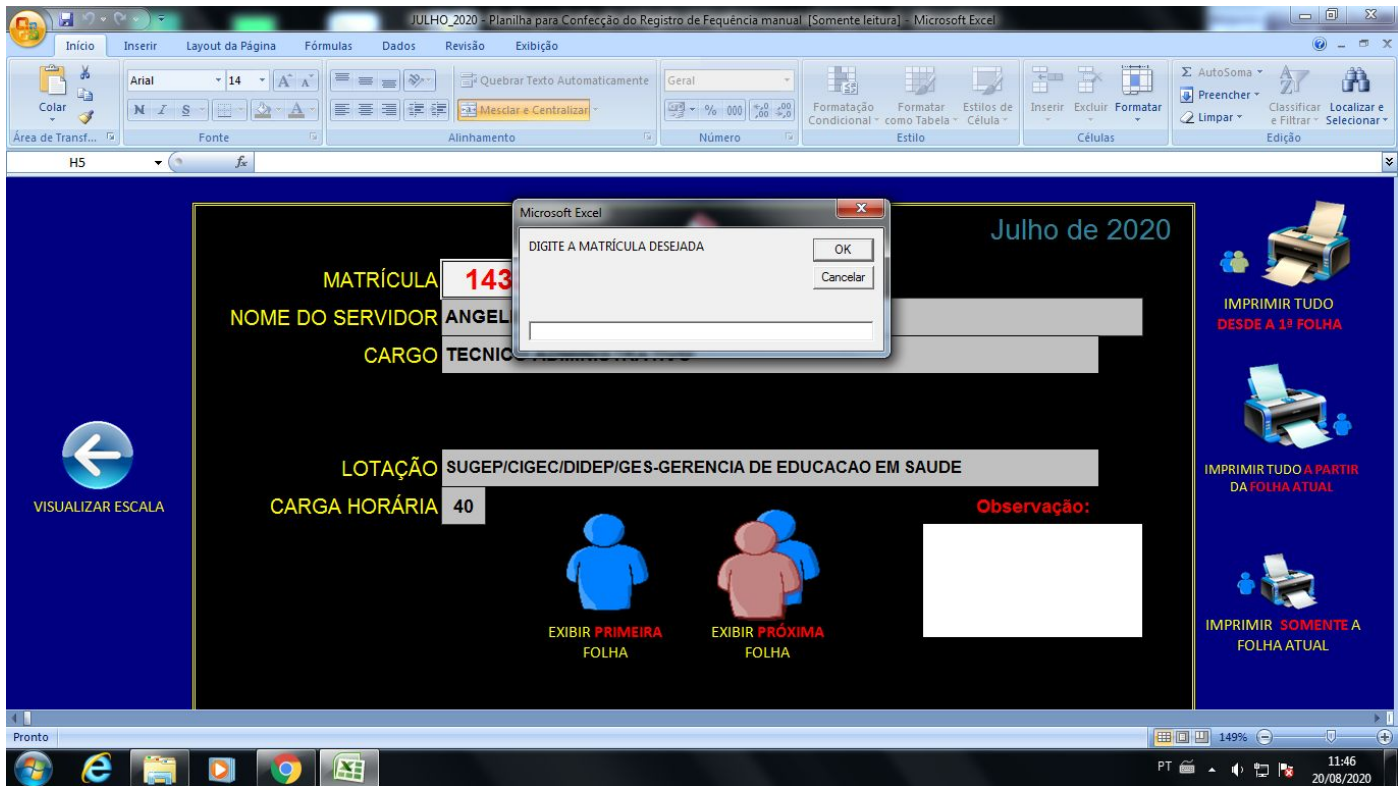 JULHO_2020 - Planilha para Confecção do Registro de Fequência manual [Somente leitura] - Microsoft Excel
Início Inserir Layout da Página Fórmulas Dados Revisão Exibição
Colar
Área de Transf...
Arial 14
N I S
Fonte
Quebrar Texto Automaticamente
Mesclar e Centralizar
Alinhamento
Geral
% 000
Número
Formatação Condicional
Formatar como Tabela
Estilos de Célula
Estilo
Inserir Excluir Formatar
Células
Σ AutoSoma
Preencher
Limpar
Classificar e Filtrar
Localizar e Selecionar
Edição
H5 fx
Microsoft Excel
DIGITE A MATRÍCULA DESEJADA
OK
Cancelar
Julho de 2020
MATRÍCULA 143
NOME DO SERVIDOR ANGEL
CARGO TECNICO ADMINISTRATIVO
LOTAÇÃO SUGEP/CIGEC/DIDEP/GES-GERENCIA DE EDUCACAO EM SAUDE
CARGA HORÁRIA 40
Observação:
VISUALIZAR ESCALA
EXIBIR PRIMEIRA
FOLHA
EXIBIR PRÓXIMA
FOLHA
IMPRIMIR TUDO
DESDE A 1ª FOLHA
IMPRIMIR TUDO A PARTIR
DA FOLHA ATUAL
IMPRIMIR SOMENTE A
FOLHA ATUAL
Pronto
149%
PT
11:46
20/08/2020